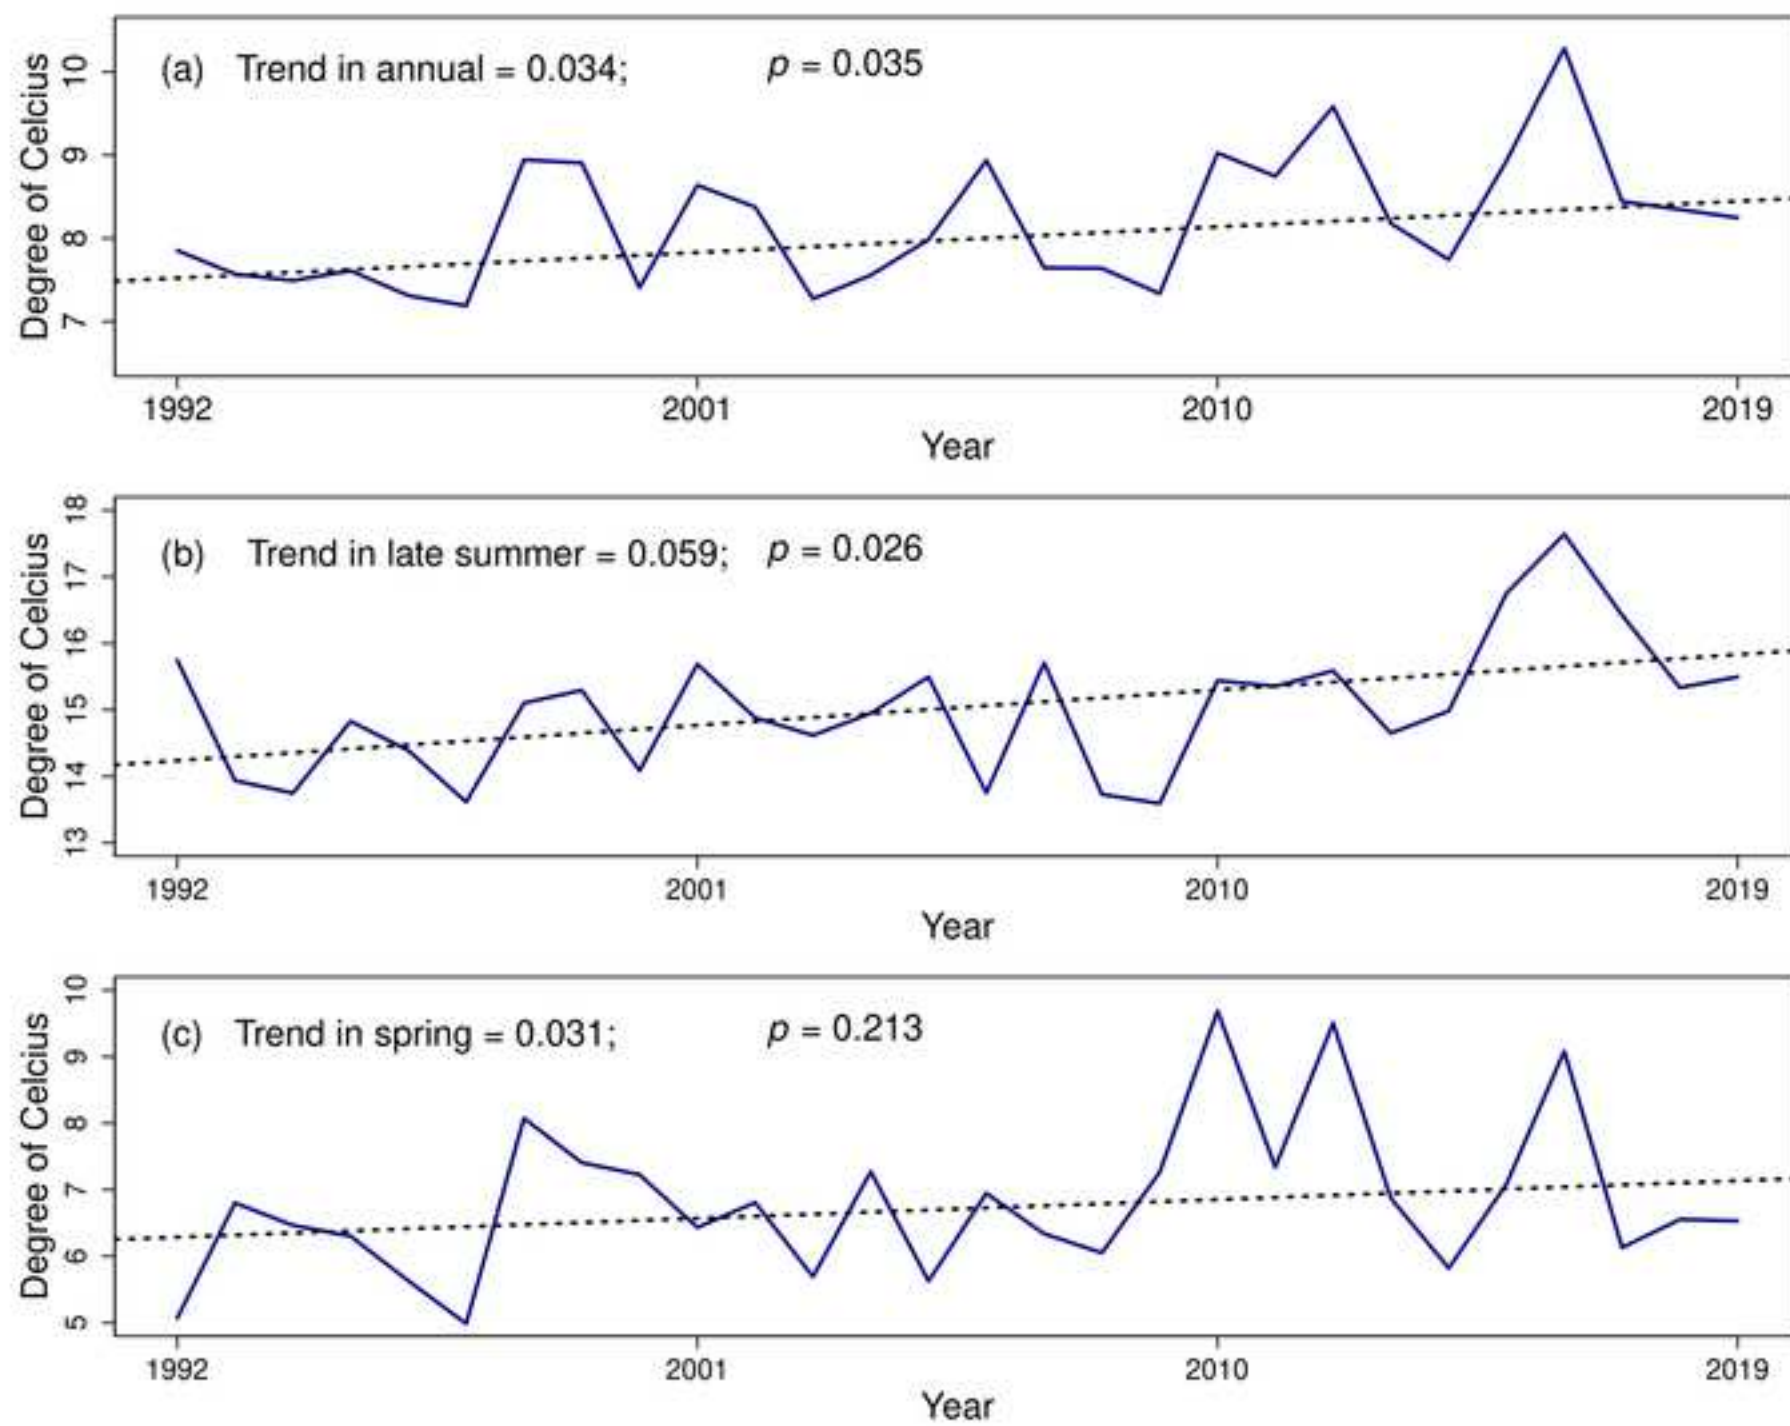 (a) Trend in annual = 0.034; p = 0.035
Degree of Celcius
10
9
8
7
1992 2001 2010 2019
Year
(b) Trend in late summer = 0.059; p = 0.026
Degree of Celcius
18
17
16
15
14
13
1992 2001 2010 2019
Year
(c) Trend in spring = 0.031; p = 0.213
Degree of Celcius
10
9
8
7
6
5
1992 2001 2010 2019
Year